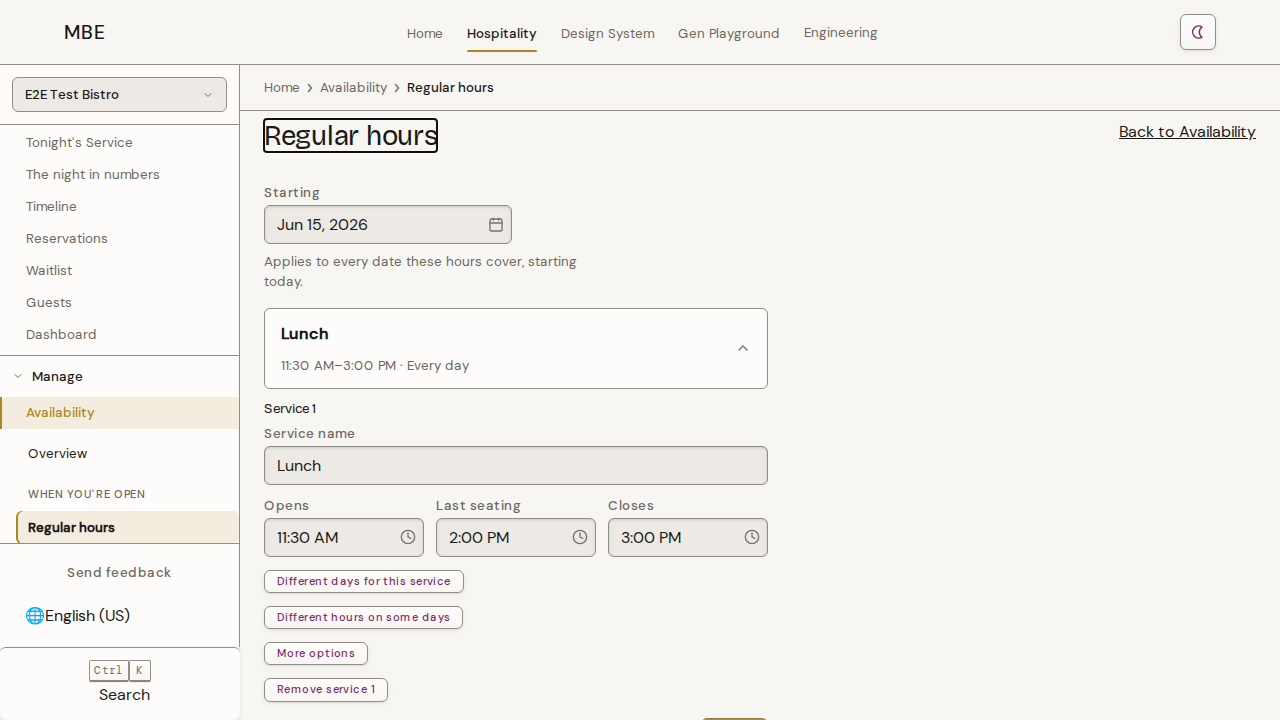 MBE
Home
Hospitality
Design System
Gen Playground
Engineering
E2E Test Bistro
Tonight's Service
The night in numbers
Timeline
Reservations
Waitlist
Guests
Dashboard
Manage
Availability
Overview
WHEN YOU'RE OPEN
Regular hours
Send feedback
English (US)
Ctrl K
Search
Home > Availability > Regular hours
Regular hours
Back to Availability
Starting
Jun 15, 2026
Applies to every date these hours cover, starting
today.
Lunch
11:30 AM–3:00 PM · Every day
Service 1
Service name
Lunch
Opens
Last seating
Closes
11:30 AM
2:00 PM
3:00 PM
Different days for this service
Different hours on some days
More options
Remove service 1